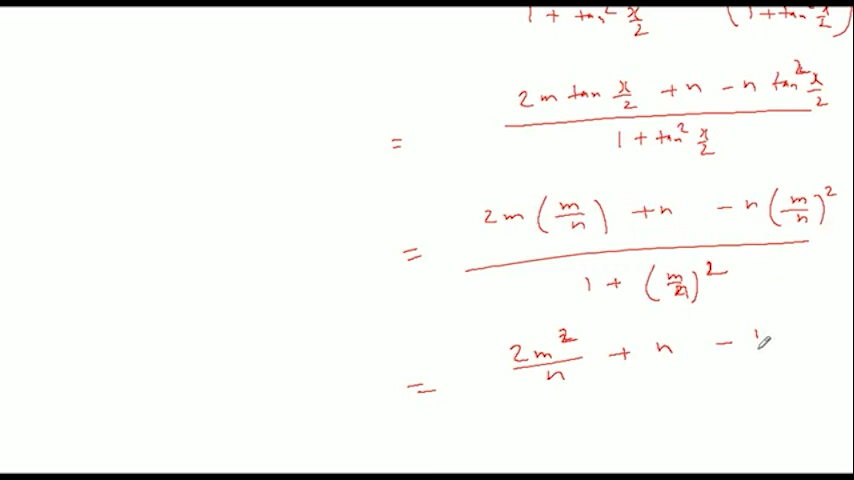 1 + tan² x/2   (1 + tan² x/2)
= (2m tan x/2 + n - n tan² x/2) / (1 + tan² x/2)
= (2m (m/n) + n - n (m/n)²) / (1 + (m/n)²)
= 2m²/n + n -